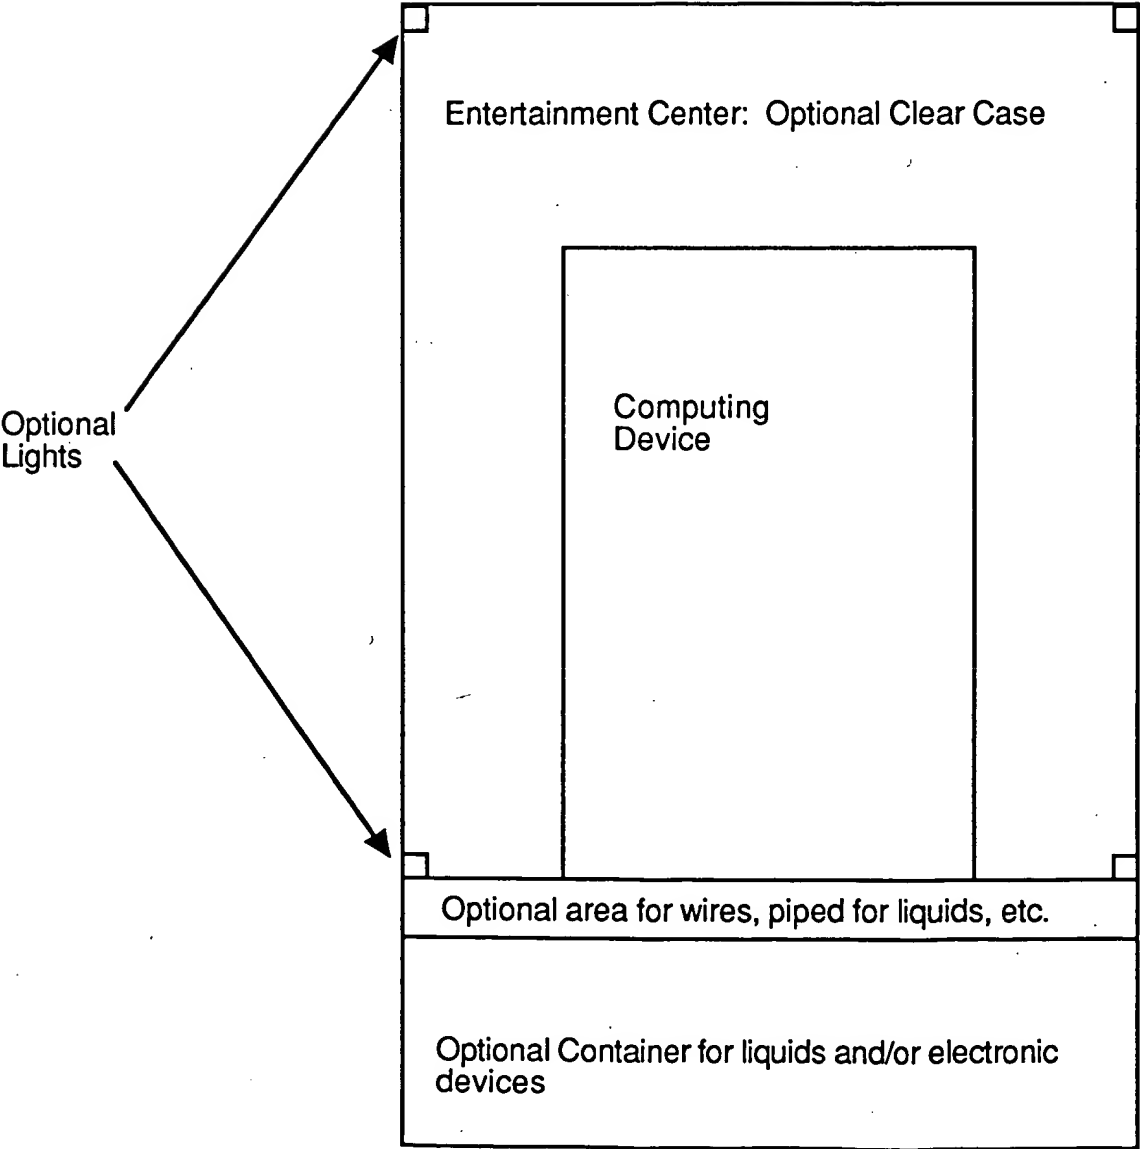 Entertainment Center: Optional Clear Case
Computing
Device
Optional
Lights
Optional area for wires, piped for liquids, etc.
Optional Container for liquids and/or electronic
devices